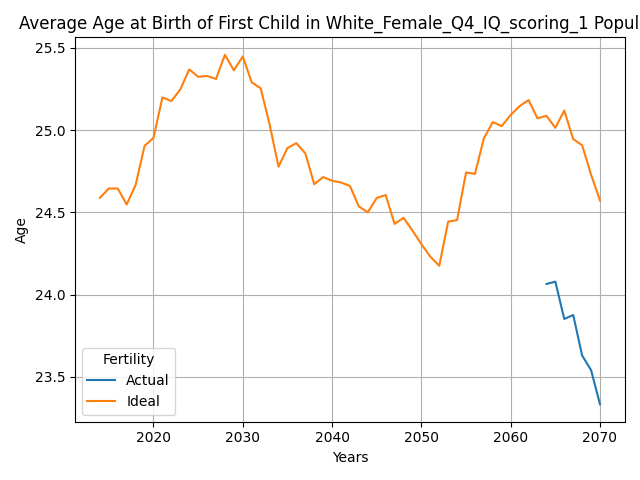 Average Age at Birth of First Child in White_Female_Q4_IQ_scoring_1 Popul
25.5
25.0
24.5
24.0
23.5
Age
Fertility
Actual
Ideal
2020 2030 2040 2050 2060 2070
Years